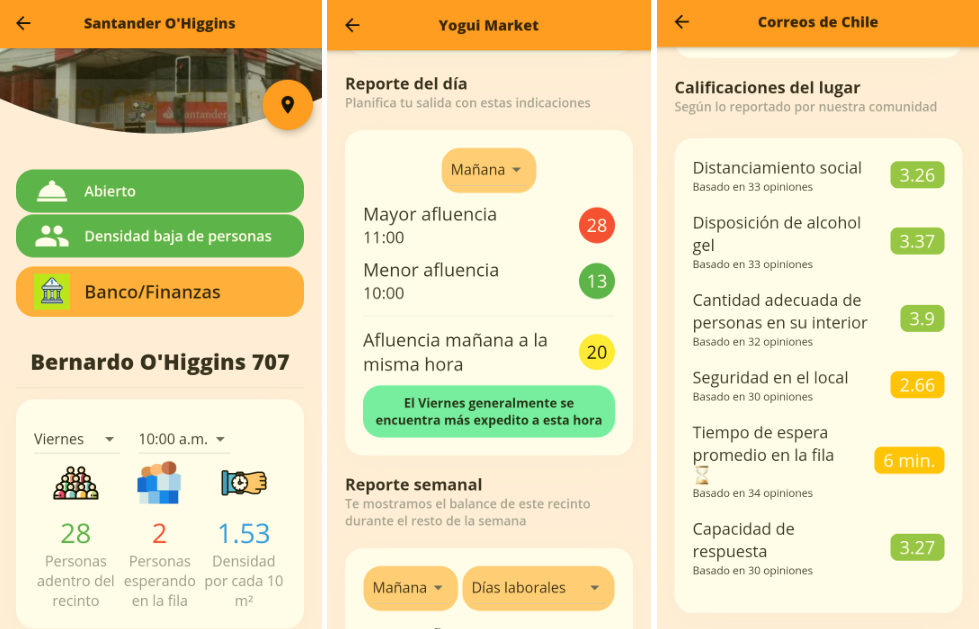 Santander O'Higgins
Santander
Abierto
Densidad baja de personas
Banco/Finanzas
Bernardo O'Higgins 707
Viernes
10:00 a.m.
28
2
1.53
Personas
adentro del
recinto
Personas
esperando
en la fila
Densidad
por cada 10
m²
Yogui Market
Reporte del día
Planifica tu salida con estas indicaciones
Mañana
Mayor afluencia
11:00
28
Menor afluencia
10:00
13
Afluencia mañana a la
misma hora
20
El Viernes generalmente se
encuentra más expedito a esta hora
Reporte semanal
Te mostramos el balance de este recinto
durante el resto de la semana
Mañana
Días laborales
Correos de Chile
Calificaciones del lugar
Según lo reportado por nuestra comunidad
Distanciamiento social
Basado en 33 opiniones
3.26
Disposición de alcohol
gel
Basado en 33 opiniones
3.37
Cantidad adecuada de
personas en su interior
Basado en 32 opiniones
3.9
Seguridad en el local
Basado en 30 opiniones
2.66
Tiempo de espera
promedio en la fila
Basado en 34 opiniones
6 min.
Capacidad de
respuesta
Basado en 30 opiniones
3.27